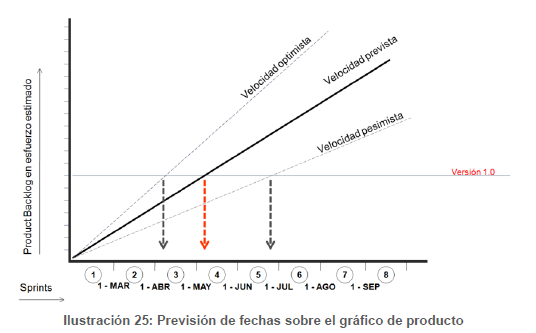 Velocidad optimista
Velocidad prevista
Velocidad pesimista
Product Backlog en esfuerzo estimado
Versión 1.0
1 2 3 4 5 6 7 8
Sprints
1 - MAR 1 - ABR 1 - MAY 1 - JUN 1 - JUL 1 - AGO 1 - SEP
Ilustración 25: Previsión de fechas sobre el gráfico de producto